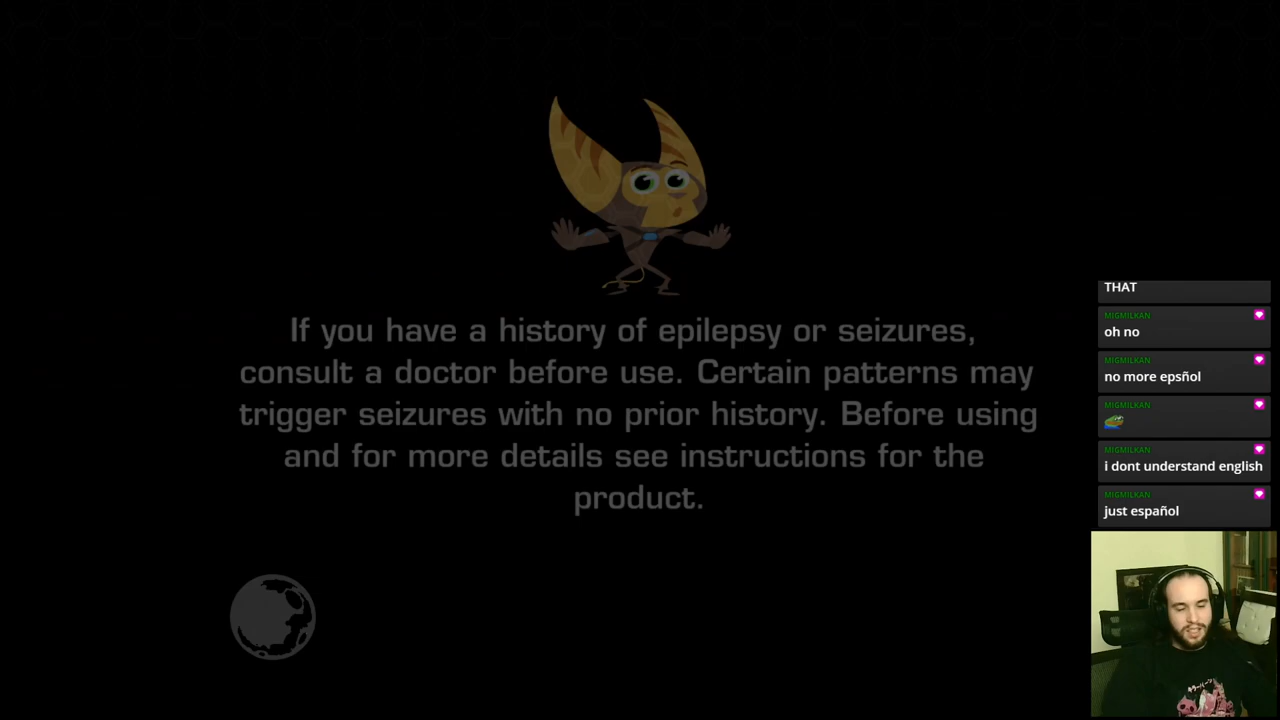 If you have a history of epilepsy or seizures,
consult a doctor before use. Certain patterns may
trigger seizures with no prior history. Before using
and for more details see instructions for the
product.
THAT
MIGMILKAN
oh no
MIGMILKAN
no more epsñol
MIGMILKAN
MIGMILKAN
i dont understand english
MIGMILKAN
just español